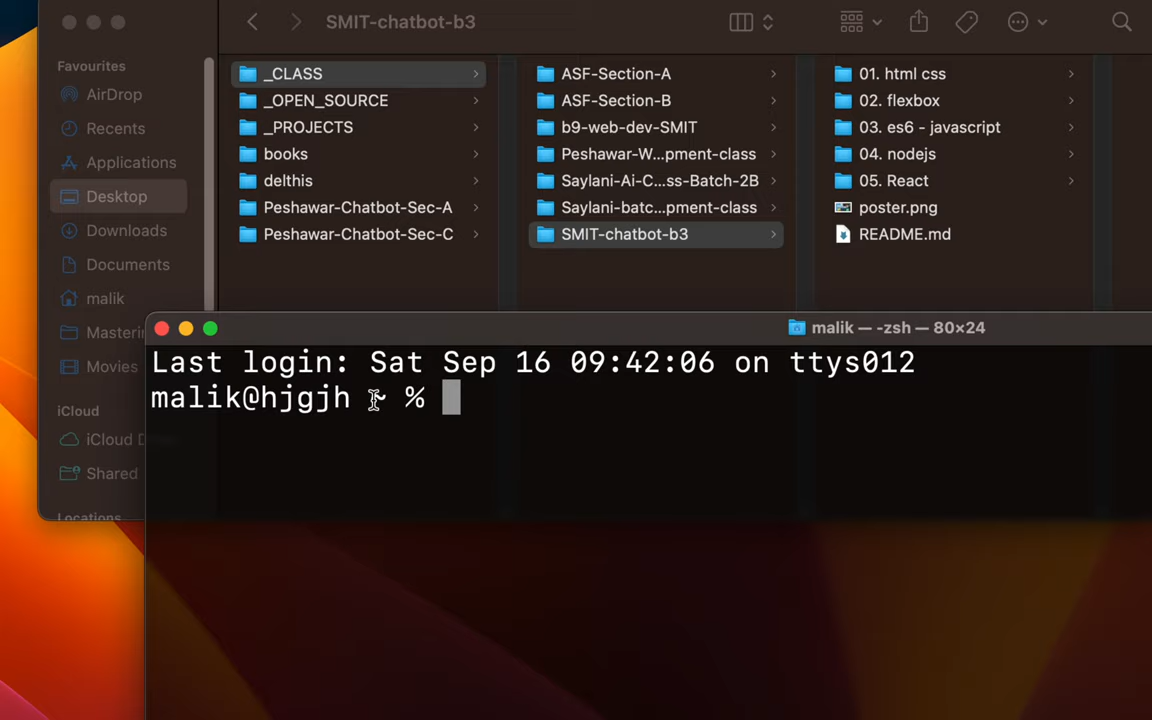 SMIT-chatbot-b3
Favourites
AirDrop
Recents
Applications
Desktop
Downloads
Documents
malik
Movies
iCloud
Shared
Locations
_CLASS
_OPEN_SOURCE
_PROJECTS
books
delthis
Peshawar-Chatbot-Sec-A
Peshawar-Chatbot-Sec-C
ASF-Section-A
ASF-Section-B
b9-web-dev-SMIT
Peshawar-W...pment-class
Saylani-Ai-C...ss-Batch-2B
Saylani-batc...pment-class
SMIT-chatbot-b3
01. html css
02. flexbox
03. es6 - javascript
04. nodejs
05. React
poster.png
README.md
malik — -zsh — 80×24
Last login: Sat Sep 16 09:42:06 on ttys012
malik@hjgjh ~ %